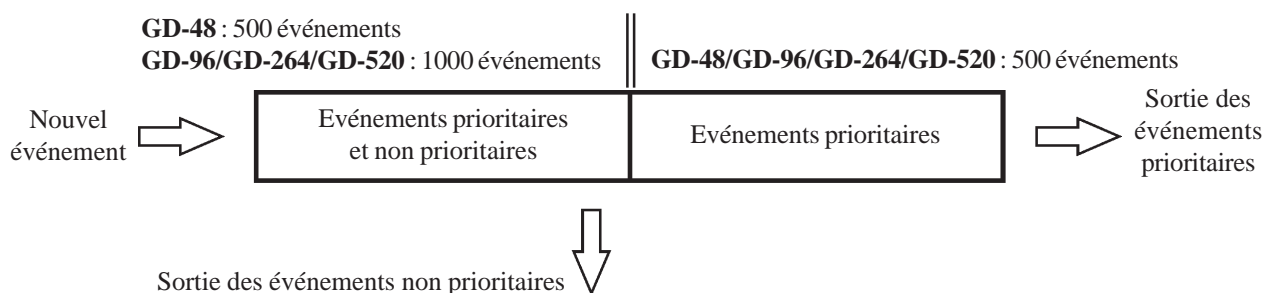 GD-48 : 500 événements
GD-96/GD-264/GD-520 : 1000 événements
GD-48/GD-96/GD-264/GD-520 : 500 événements
Nouvel
événement
Evénements prioritaires
et non prioritaires
Evénements prioritaires
Sortie des
événements
prioritaires
Sortie des événements non prioritaires